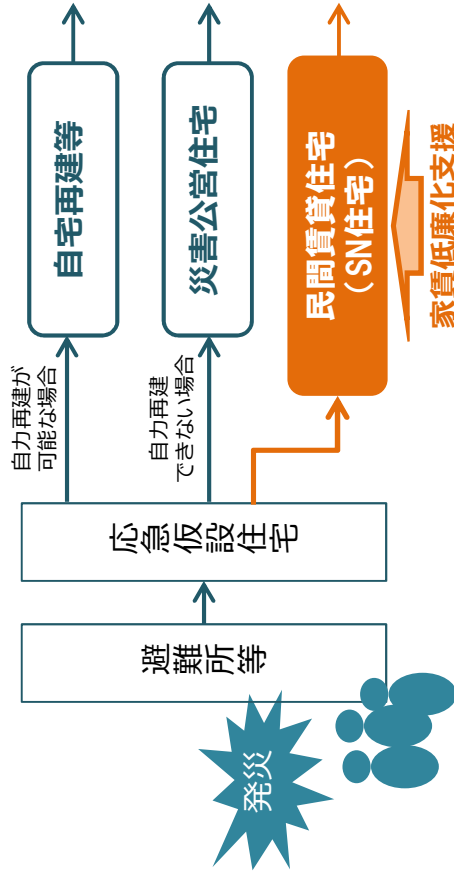 発災
避難所等
応急仮設住宅
自力再建が
可能な場合
自宅再建等
自力再建
できない場合
災害公営住宅
民間賃貸住宅
（SN住宅）
家賃低廉化支援